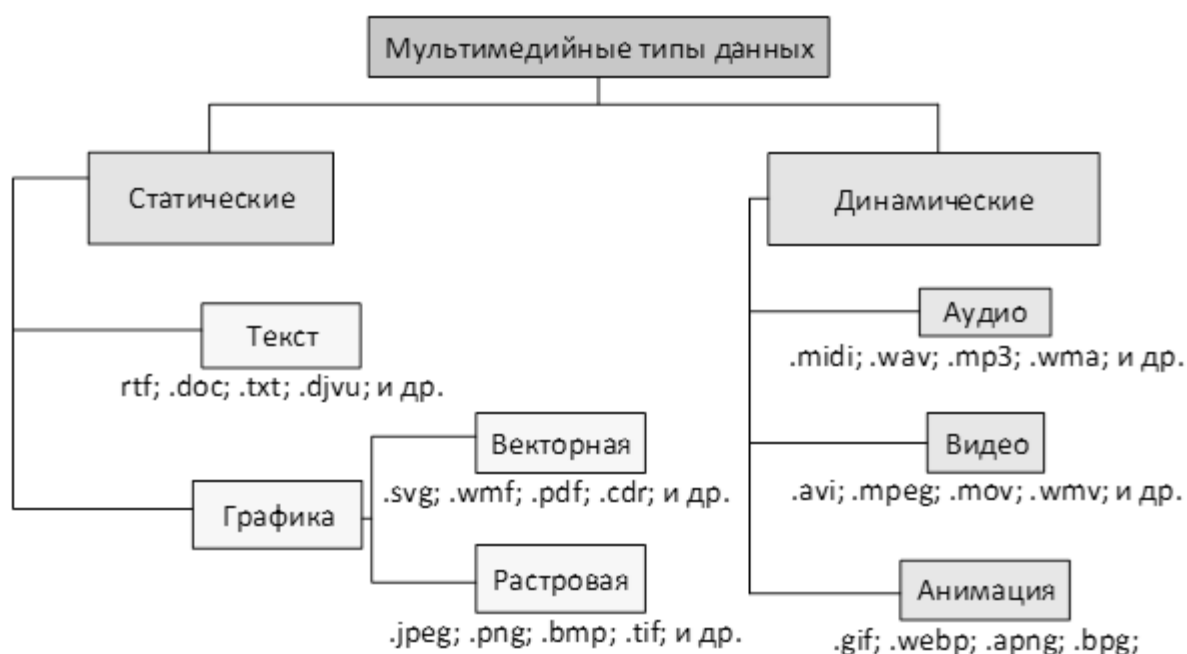 Мультимедийные типы данных
Статические
Динамические
Текст
rtf; .doc; .txt; .djvu; и др.
Графика
Векторная
.svg; .wmf; .pdf; .cdr; и др.
Растровая
.jpeg; .png; .bmp; .tif; и др.
Аудио
.midi; .wav; .mp3; .wma; и др.
Видео
.avi; .mpeg; .mov; .wmv; и др.
Анимация
.gif; .webp; .apng; .bpg;